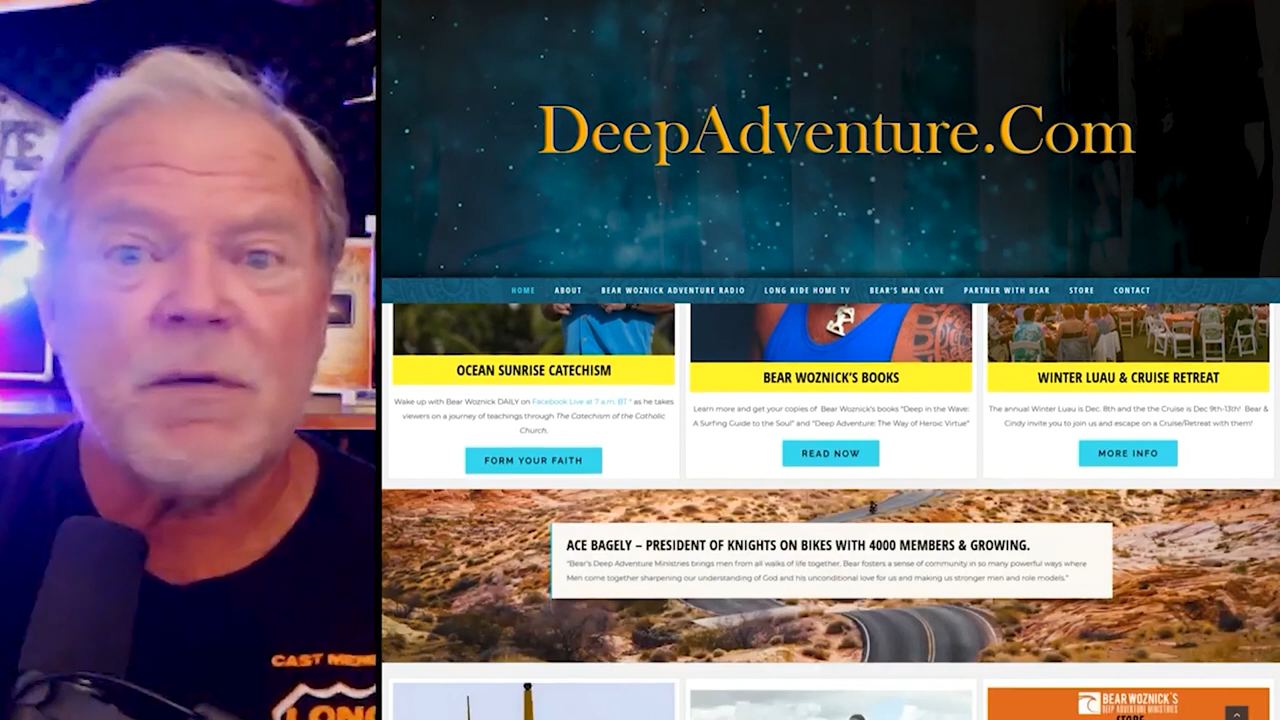 DeepAdventure.Com
HOME ABOUT BEAR WOZNICK ADVENTURE RADIO LONG RIDE HOME TV BEAR'S MAN CAVE PARTNER WITH BEAR STORE CONTACT
OCEAN SUNRISE CATECHISM
Wake up with Bear Woznick DAILY on Facebook Live at 7 a.m. BT * as he takes
viewers on a journey of teachings through The Catechism of the Catholic
Church.
FORM YOUR FAITH
BEAR WOZNICK'S BOOKS
Learn more and get your copies of Bear Woznick's books "Deep in the Wave:
A Surfing Guide to the Soul" and "Deep Adventure: The Way of Heroic Virtue"
READ NOW
WINTER LUAU & CRUISE RETREAT
The annual Winter Luau is Dec. 8th and the the Cruise is Dec 9th-13th! Bear &
Cindy invite you to join us and escape on a Cruise/Retreat with them!
MORE INFO
ACE BAGELY – PRESIDENT OF KNIGHTS ON BIKES WITH 4000 MEMBERS & GROWING.
"Bear's Deep Adventure Ministries brings men from all walks of life together. Bear fosters a sense of community in so many powerful ways where
Men come together sharpening our understanding of God and his unconditional love for us and making us stronger men and role models."
CAST
LONG
BEAR WOZNICK'S
DEEP ADVENTURE MINISTRIES
STORE